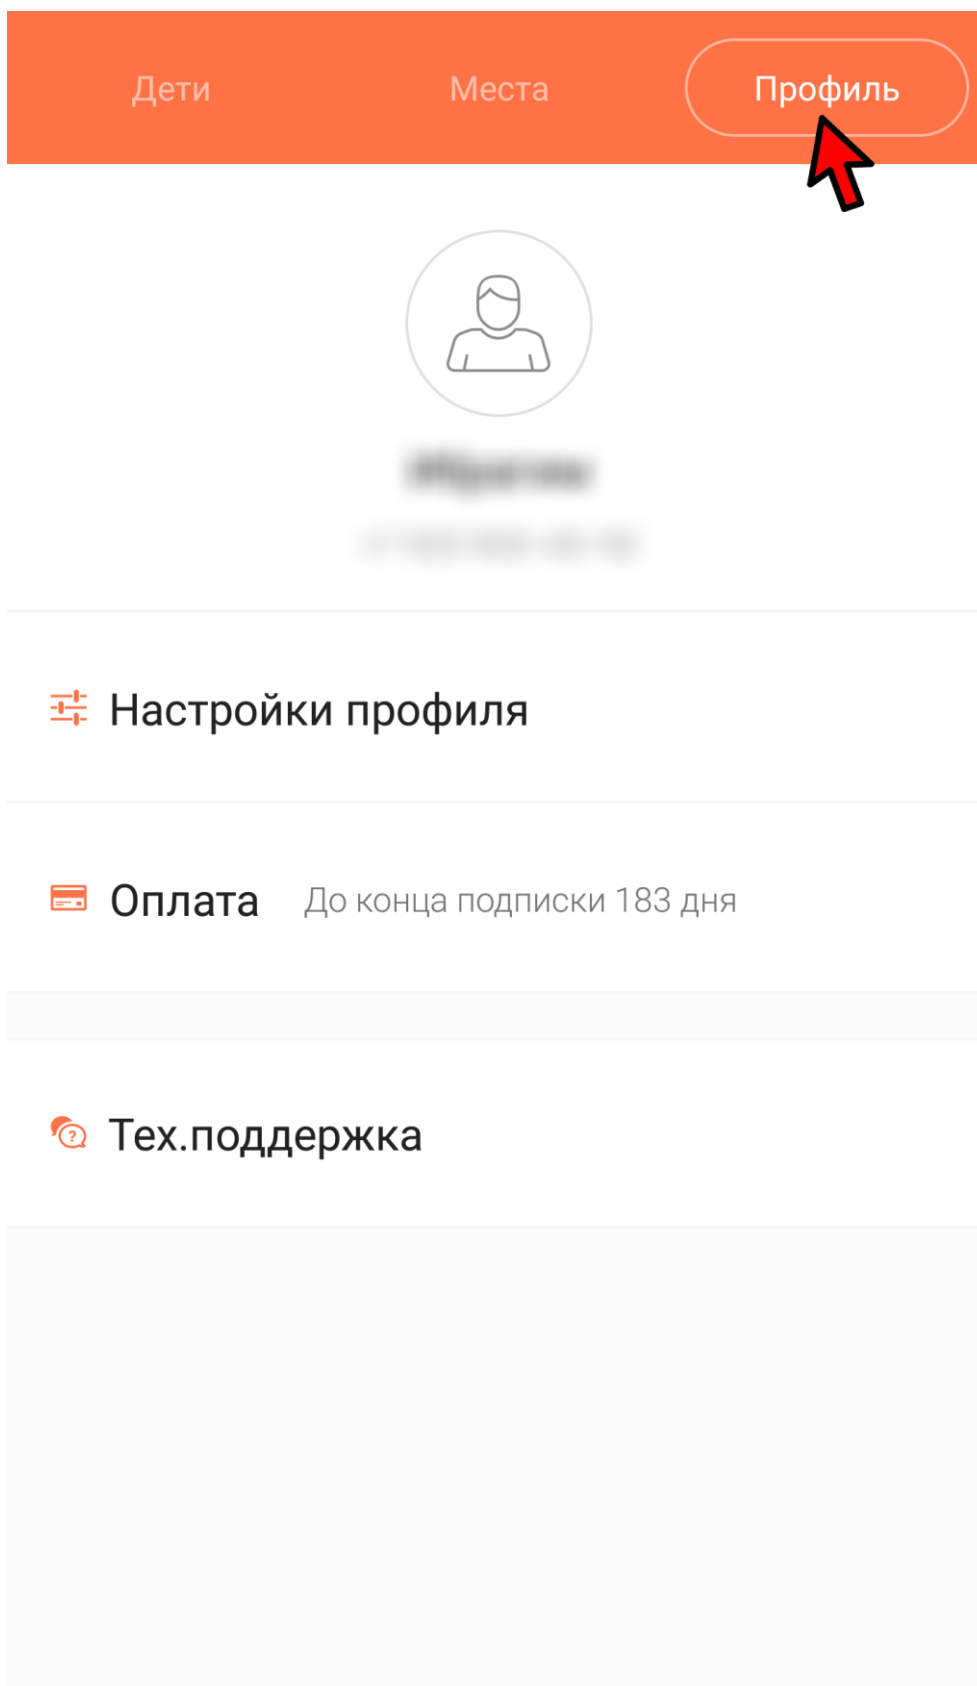 Дети Места Профиль
Настройки профиля
Оплата До конца подписки 183 дня
Тех.поддержка